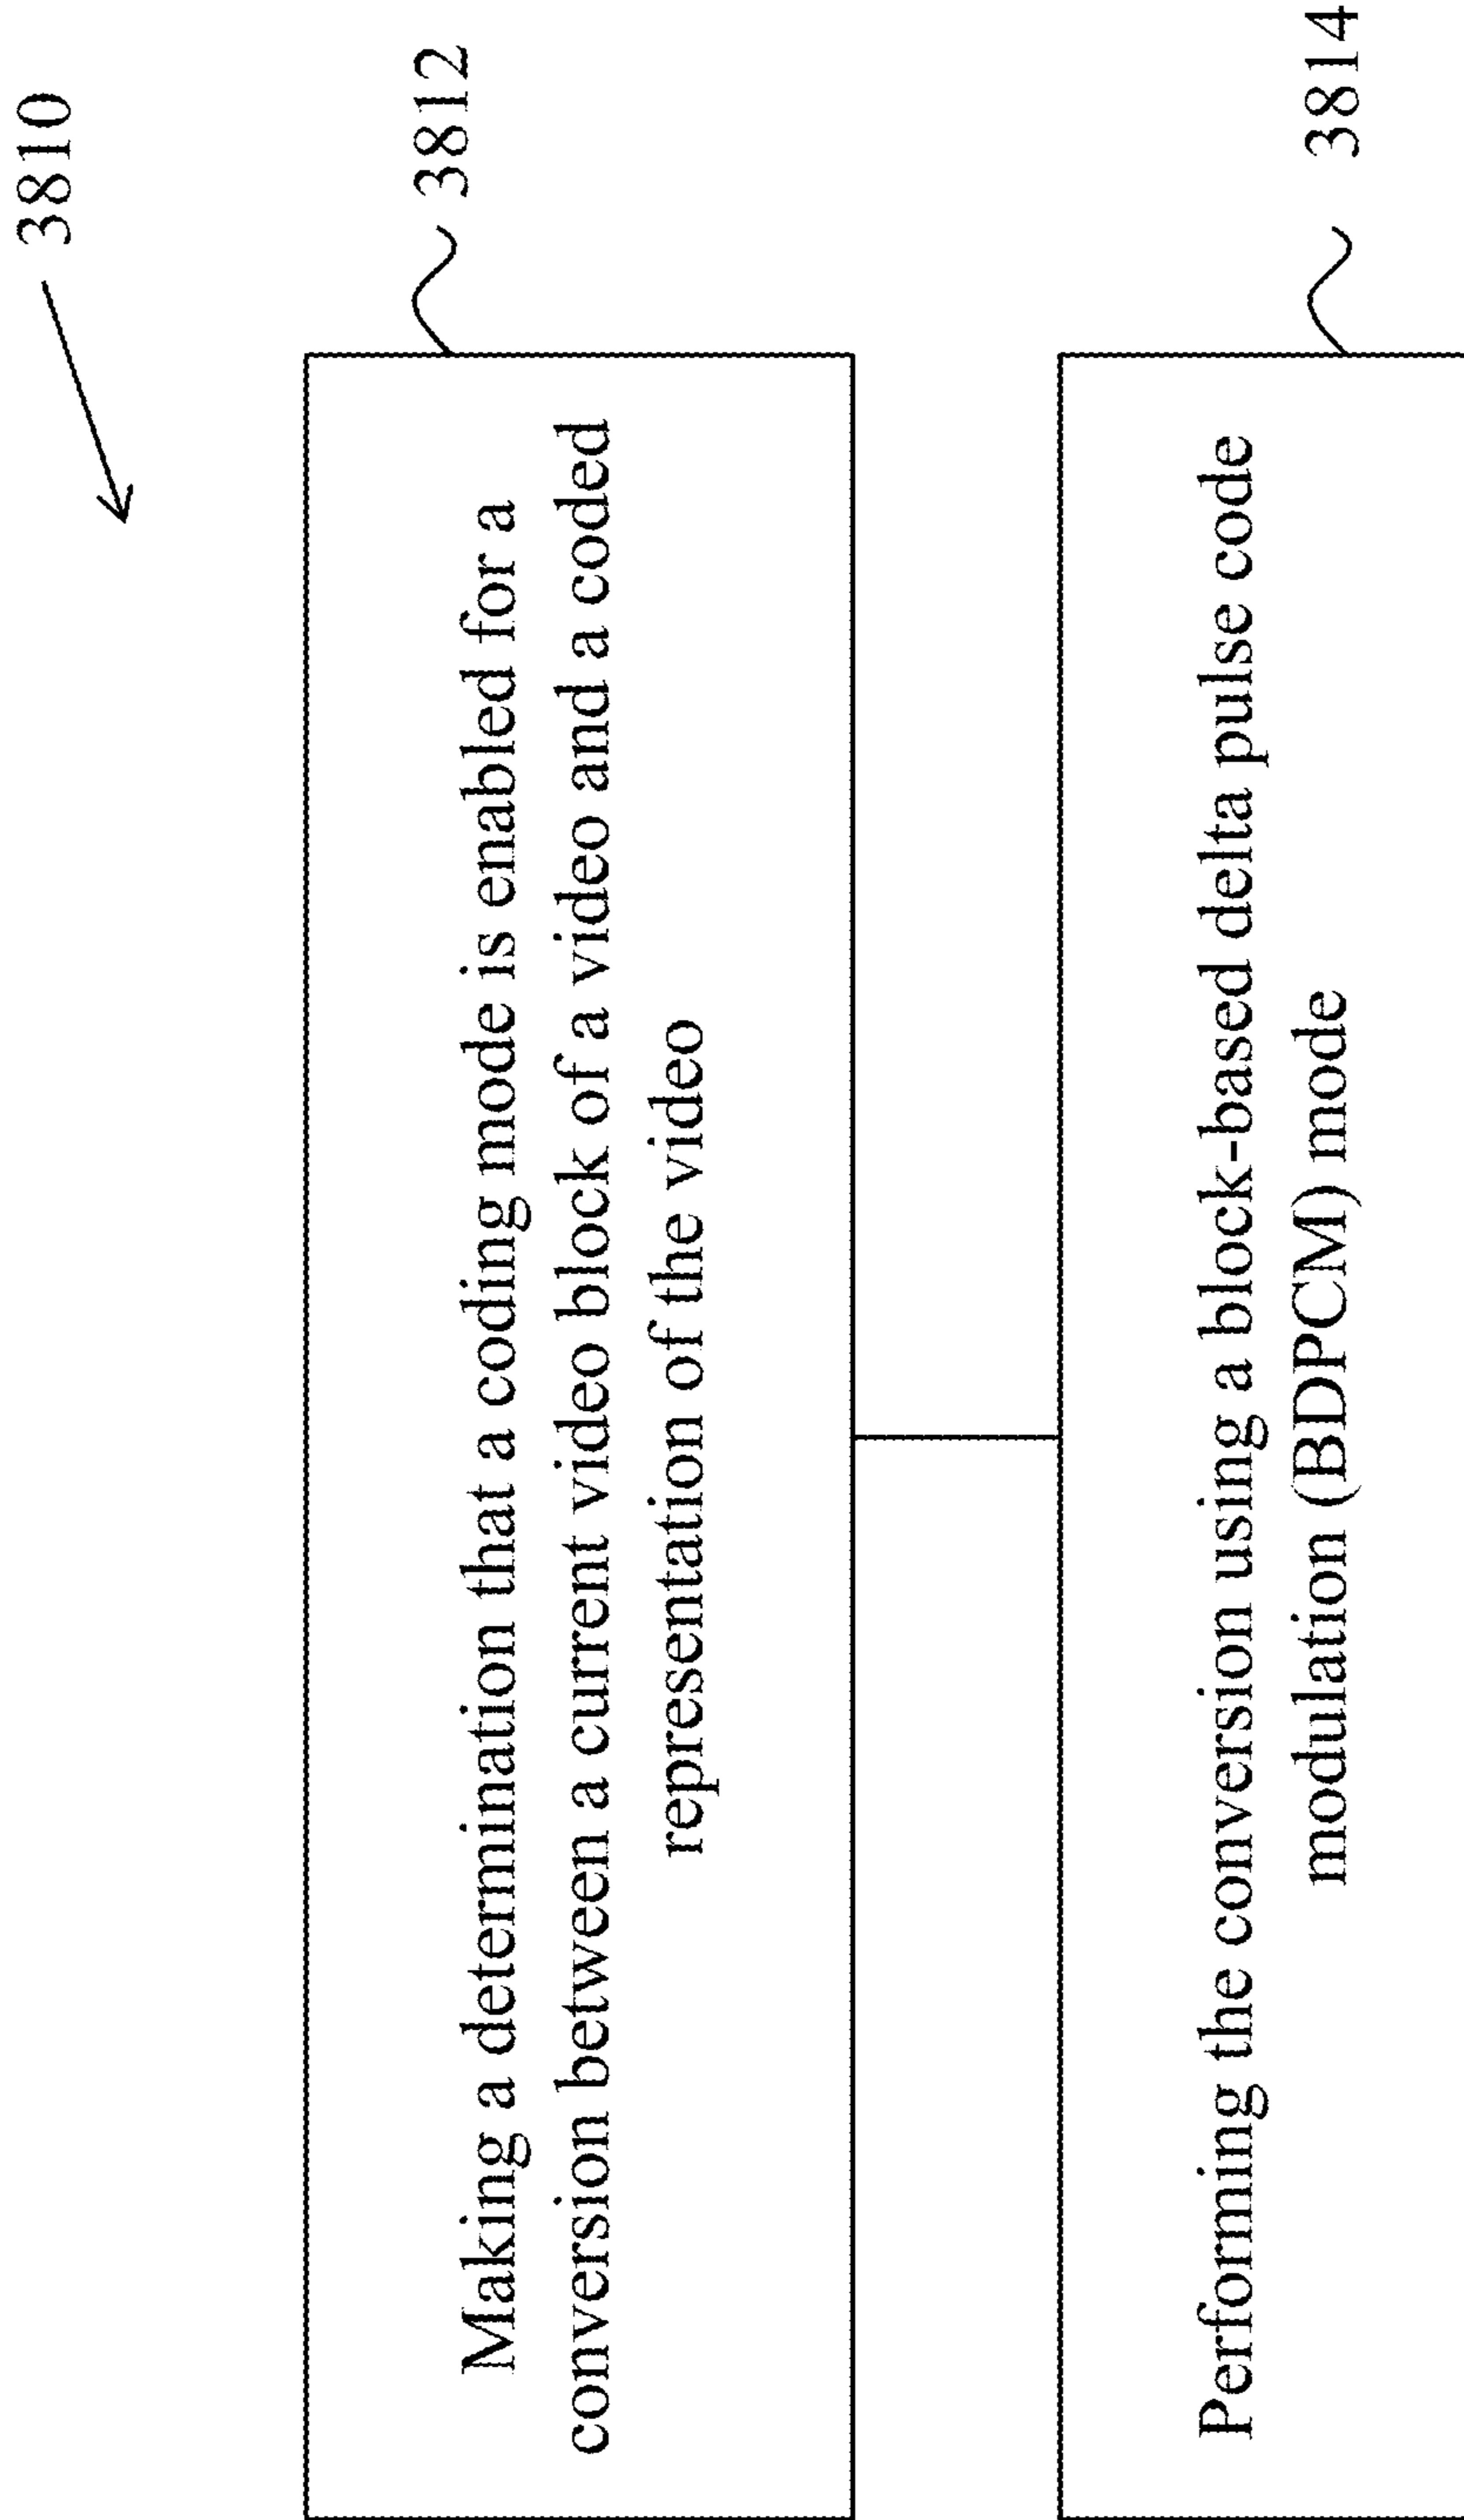 3810
3812
Making a determination that a coding mode is enabled for a
conversion between a current video block of a video and a coded
representation of the video
3814
Performing the conversion using a block-based delta pulse code
modulation (BDPCM) mode